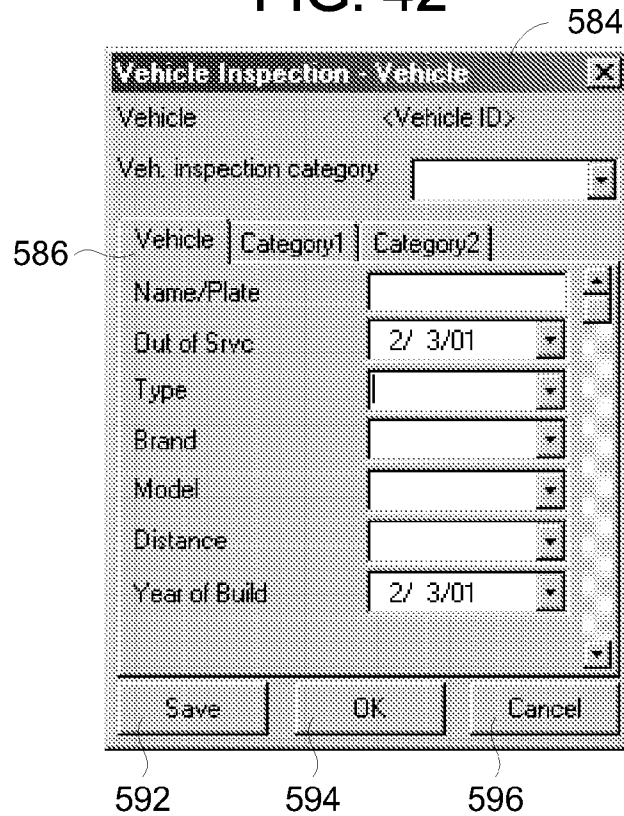 FIG. 42
584
Vehicle Inspection - Vehicle
Vehicle <Vehicle ID>
Veh. inspection category
586
Vehicle Category1 Category2
Name/Plate
Out of Srvc 2/ 3/01
Type
Brand
Model
Distance
Year of Build 2/ 3/01
Save OK Cancel
592 594 596